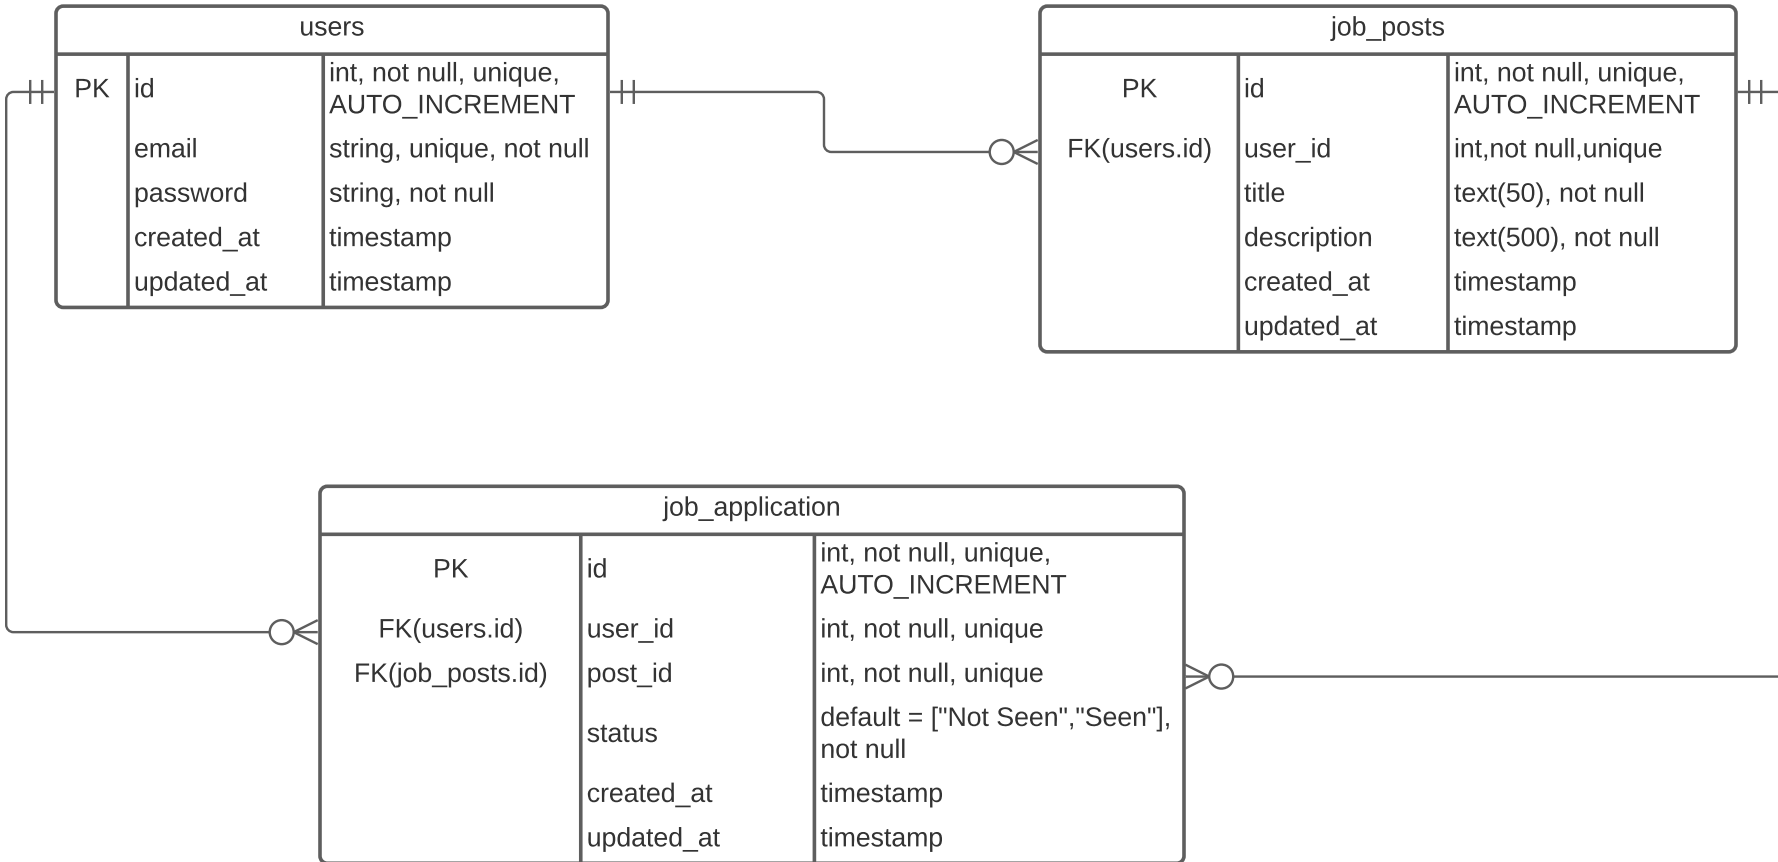 users
PK id int, not null, unique,
AUTO_INCREMENT
email string, unique, not null
password string, not null
created_at timestamp
updated_at timestamp
job_posts
PK id int, not null, unique,
AUTO_INCREMENT
FK(users.id) user_id int,not null,unique
title text(50), not null
description text(500), not null
created_at timestamp
updated_at timestamp
job_application
PK id int, not null, unique,
AUTO_INCREMENT
FK(users.id) user_id int, not null, unique
FK(job_posts.id) post_id int, not null, unique
status default = ["Not Seen","Seen"],
not null
created_at timestamp
updated_at timestamp